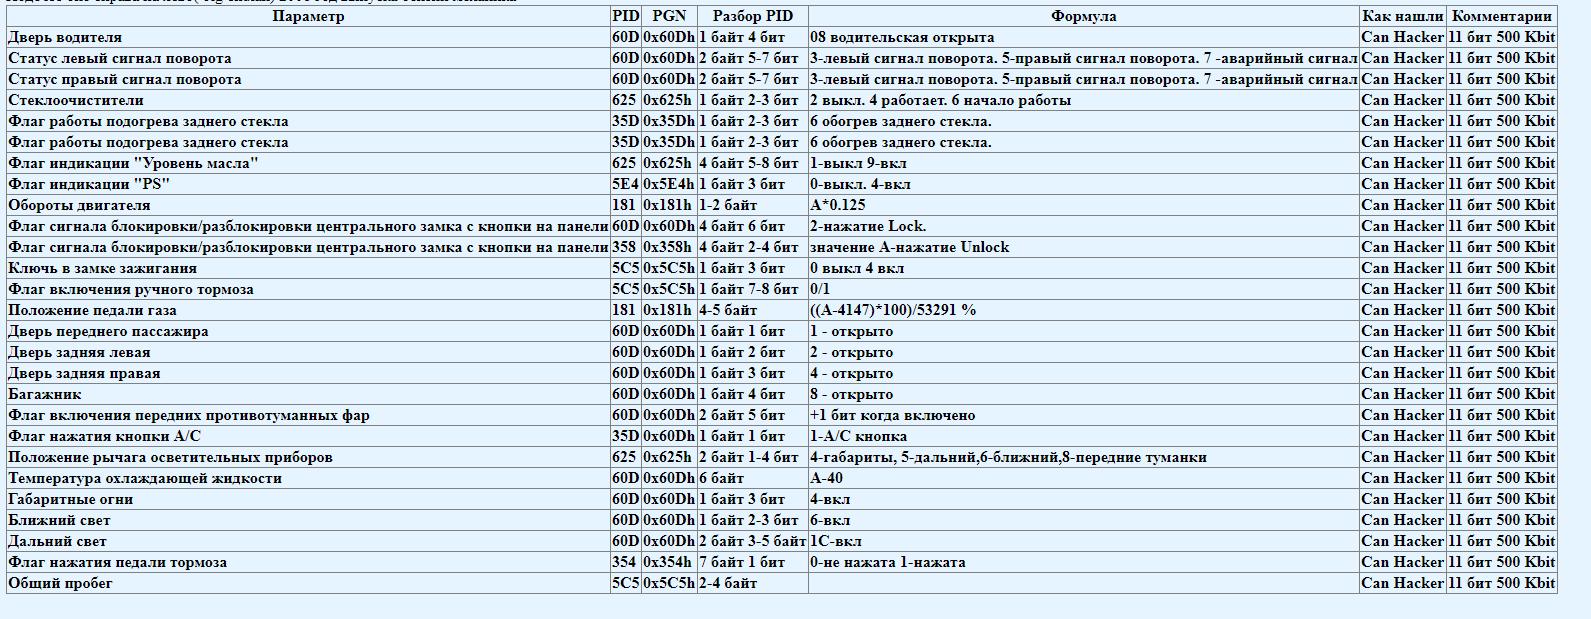 Параметр PID PGN Разбор PID Формула Как нашли Комментарии
Дверь водителя 60D 0x60Dh 1 байт 4 бит 08 водительская открыта Can Hacker 11 бит 500 Kbit
Статус левый сигнал поворота 60D 0x60Dh 2 байт 5-7 бит 3-левый сигнал поворота. 5-правый сигнал поворота. 7 -аварийный сигнал Can Hacker 11 бит 500 Kbit
Статус правый сигнал поворота 60D 0x60Dh 2 байт 5-7 бит 3-левый сигнал поворота. 5-правый сигнал поворота. 7 -аварийный сигнал Can Hacker 11 бит 500 Kbit
Стеклоочистители 625 0x625h 1 байт 2-3 бит 2 выкл. 4 работает. 6 начало работы Can Hacker 11 бит 500 Kbit
Флаг работы подогрева заднего стекла 35D 0x35Dh 1 байт 2-3 бит 6 обогрев заднего стекла. Can Hacker 11 бит 500 Kbit
Флаг работы подогрева заднего стекла 35D 0x35Dh 1 байт 2-3 бит 6 обогрев заднего стекла. Can Hacker 11 бит 500 Kbit
Флаг индикации "Уровень масла" 625 0x625h 4 байт 5-8 бит 1-выкл 9-вкл Can Hacker 11 бит 500 Kbit
Флаг индикации "PS" 5E4 0x5E4h 1 байт 3 бит 0-выкл. 4-вкл Can Hacker 11 бит 500 Kbit
Обороты двигателя 181 0x181h 1-2 байт A*0.125 Can Hacker 11 бит 500 Kbit
Флаг сигнала блокировки/разблокировки центрального замка с кнопки на панели 60D 0x60Dh 4 байт 6 бит 2-нажатие Lock. Can Hacker 11 бит 500 Kbit
Флаг сигнала блокировки/разблокировки центрального замка с кнопки на панели 358 0x358h 4 байт 2-4 бит значение А-нажатие Unlock Can Hacker 11 бит 500 Kbit
Ключь в замке зажигания 5C5 0x5C5h 1 байт 3 бит 0 выкл 4 вкл Can Hacker 11 бит 500 Kbit
Флаг включения ручного тормоза 5C5 0x5C5h 1 байт 7-8 бит 0/1 Can Hacker 11 бит 500 Kbit
Положение педали газа 181 0x181h 4-5 байт ((A-4147)*100)/53291 % Can Hacker 11 бит 500 Kbit
Дверь переднего пассажира 60D 0x60Dh 1 байт 1 бит 1 - открыто Can Hacker 11 бит 500 Kbit
Дверь задняя левая 60D 0x60Dh 1 байт 2 бит 2 - открыто Can Hacker 11 бит 500 Kbit
Дверь задняя правая 60D 0x60Dh 1 байт 3 бит 4 - открыто Can Hacker 11 бит 500 Kbit
Багажник 60D 0x60Dh 1 байт 4 бит 8 - открыто Can Hacker 11 бит 500 Kbit
Флаг включения передних противотуманных фар 60D 0x60Dh 2 байт 5 бит +1 бит когда включено Can Hacker 11 бит 500 Kbit
Флаг нажатия кнопки A/C 35D 0x60Dh 1 байт 1 бит 1-A/C кнопка Can Hacker 11 бит 500 Kbit
Положение рычага осветительных приборов 625 0x625h 2 байт 1-4 бит 4-габариты, 5-дальний,6-ближний,8-передние туманки Can Hacker 11 бит 500 Kbit
Температура охлаждающей жидкости 60D 0x60Dh 6 байт A-40 Can Hacker 11 бит 500 Kbit
Габаритные огни 60D 0x60Dh 1 байт 3 бит 4-вкл Can Hacker 11 бит 500 Kbit
Ближний свет 60D 0x60Dh 1 байт 2-3 бит 6-вкл Can Hacker 11 бит 500 Kbit
Дальний свет 60D 0x60Dh 2 байт 3-5 байт 1C-вкл Can Hacker 11 бит 500 Kbit
Флаг нажатия педали тормоза 354 0x354h 7 байт 1 бит 0-не нажата 1-нажата Can Hacker 11 бит 500 Kbit
Общий пробег 5C5 0x5C5h 2-4 байт Can Hacker 11 бит 500 Kbit